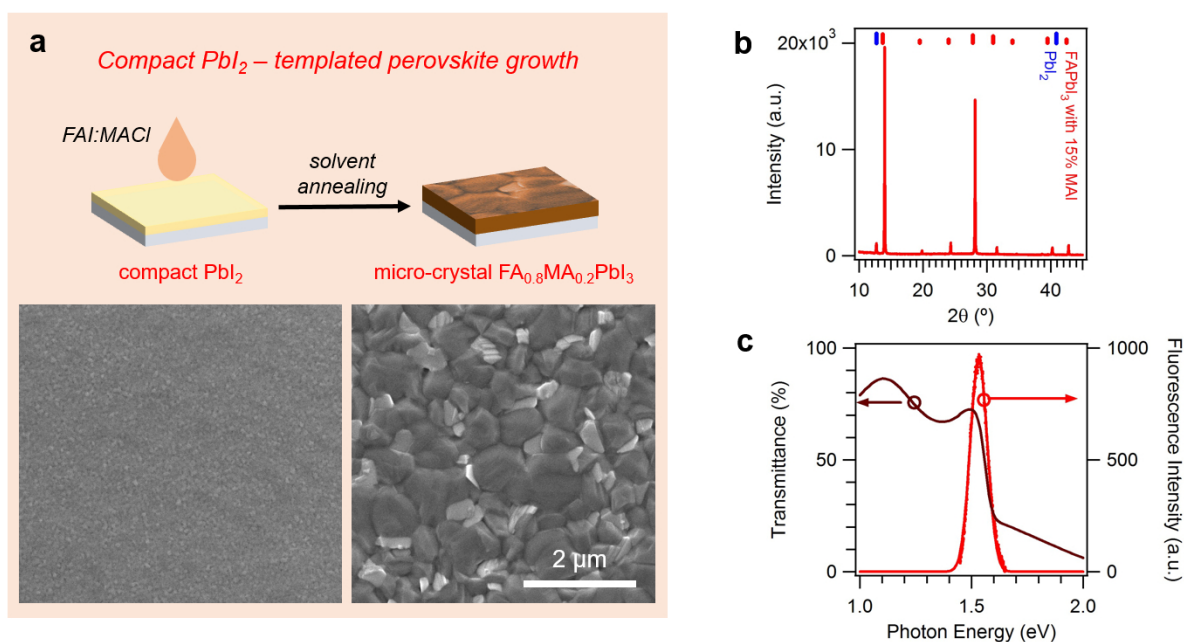 a
Compact PbI₂ – templated perovskite growth
FAI:MACl
solvent
annealing
compact PbI₂
micro-crystal FA₀.₈MA₀.₂PbI₃
2 µm
b
20x10³
10
0
Intensity (a.u.)
10 20 30 40
2θ (º)
PbI₂
FAPbI₃ with 15% MAI
c
100
50
0
Transmittance (%)
1000
500
0
Fluorescence Intensity
(a.u.)
1.0 1.5 2.0
Photon Energy (eV)